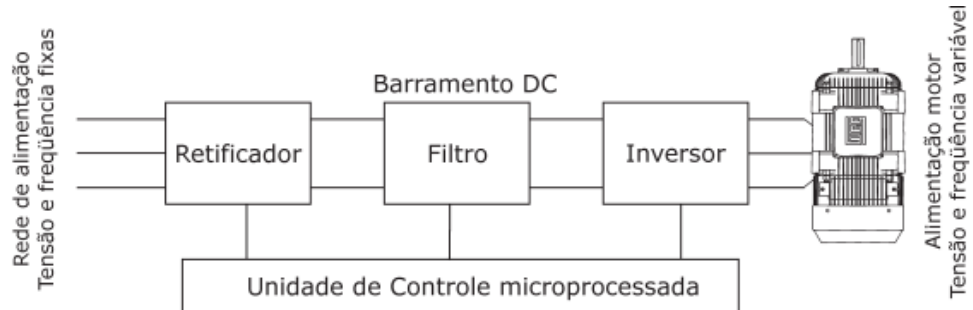 Rede de alimentação
Tensão e freqüência fixas
Barramento DC
Retificador
Filtro
Inversor
Unidade de Controle microprocessada
Alimentação motor
Tensão e freqüência variável